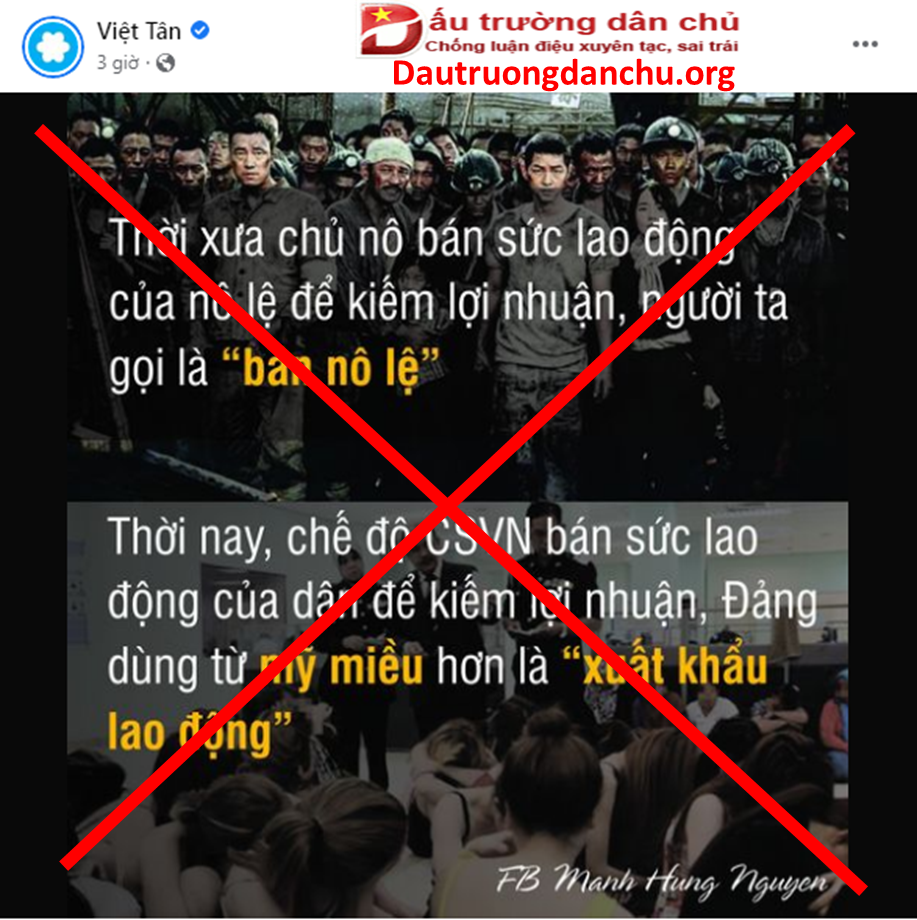 Việt Tân
3 giờ ·
Đấu trường dân chủ
Chống luận điệu xuyên tạc, sai trái
Dautruongdanchu.org
Thời xưa chủ nô bán sức lao động
của nô lệ để kiếm lợi nhuận, người ta
gọi là “bán nô lệ”
Thời nay, chế độ CSVN bán sức lao
động của dân để kiếm lợi nhuận, Đảng
dùng từ mỹ miều hơn là “xuất khẩu
lao động”
FB Manh Hung Nguyen